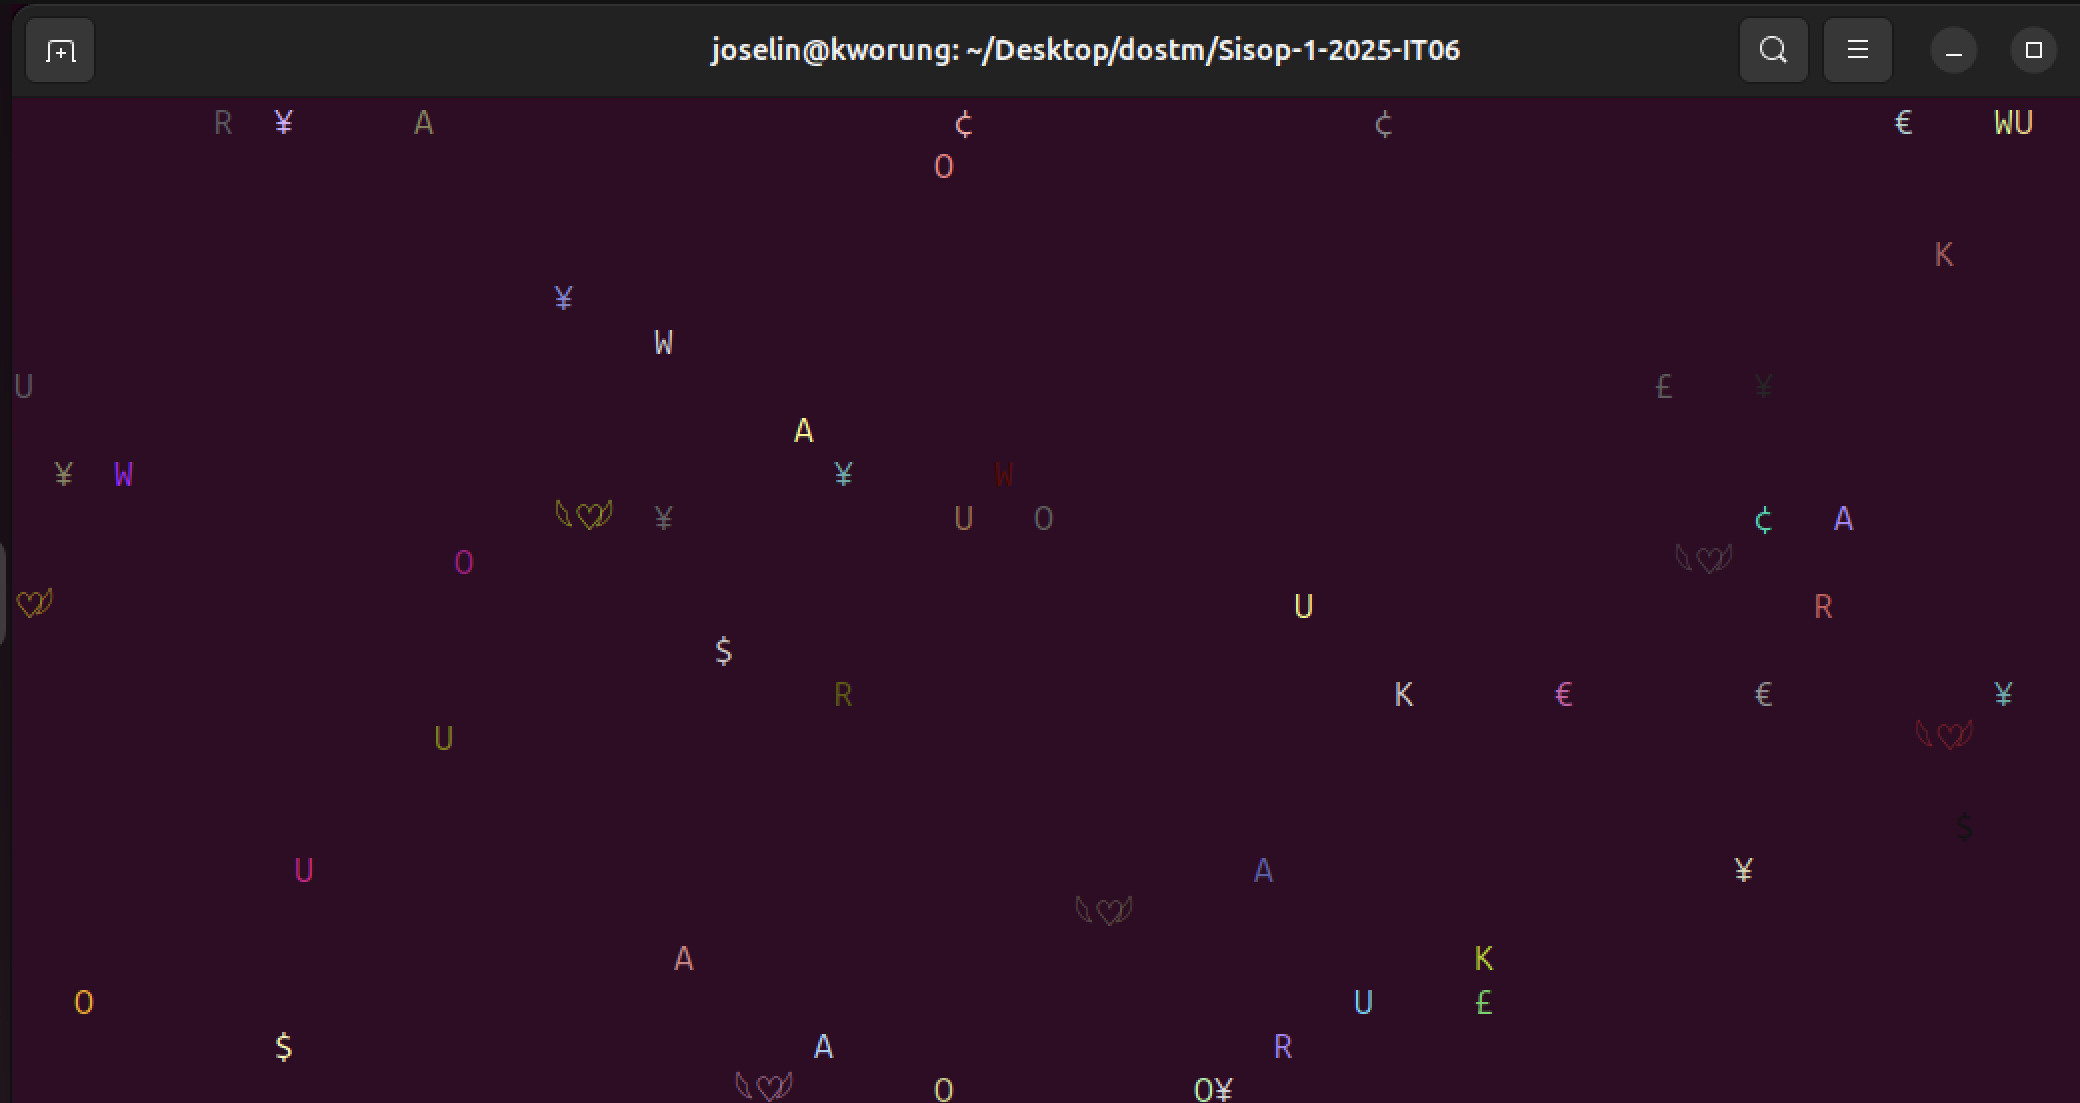 joselin@kworung: ~/Desktop/dostm/Sisop-1-2025-IT06
R ¥ A ¢ ¢ € WU
O
K
¥
W
U £ ¥
A
¥ W ¥ W
♡ ¥ U O ¢ A
O ♡
♡ U R
$
R K € € ¥
U ♡
$
U A ¥
♡
A K
O U £
$ A R
♡ O O¥